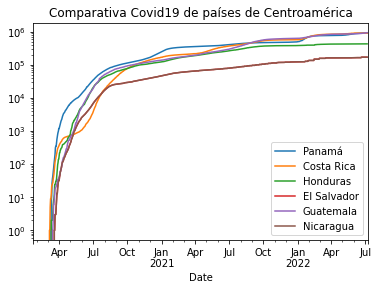 Comparativa Covid19 de países de Centroamérica
10⁶
10⁵
10⁴
10³
10²
10¹
10⁰
Panamá
Costa Rica
Honduras
El Salvador
Guatemala
Nicaragua
Apr Jul Oct Jan Apr Jul Oct Jan Apr Jul
2021 2022
Date